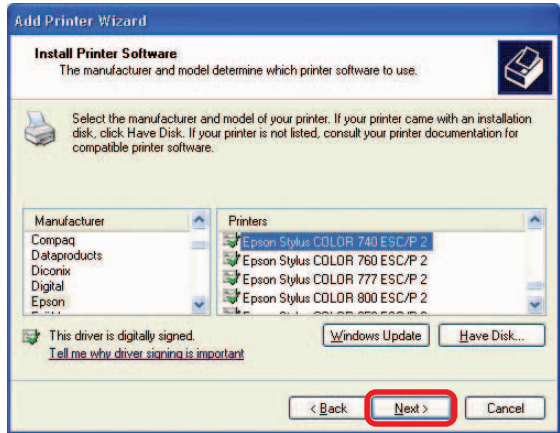 Add Printer Wizard
Install Printer Software
The manufacturer and model determine which printer software to use.
Select the manufacturer and model of your printer. If your printer came with an installation
disk, click Have Disk. If your printer is not listed, consult your printer documentation for
compatible printer software.
Manufacturer
Compaq
Dataproducts
Diconix
Digital
Epson
Printers
Epson Stylus COLOR 740 ESC/P 2
Epson Stylus COLOR 760 ESC/P 2
Epson Stylus COLOR 777 ESC/P 2
Epson Stylus COLOR 800 ESC/P 2
This driver is digitally signed.
Tell me why driver signing is important
Windows Update
Have Disk...
< Back
Next >
Cancel